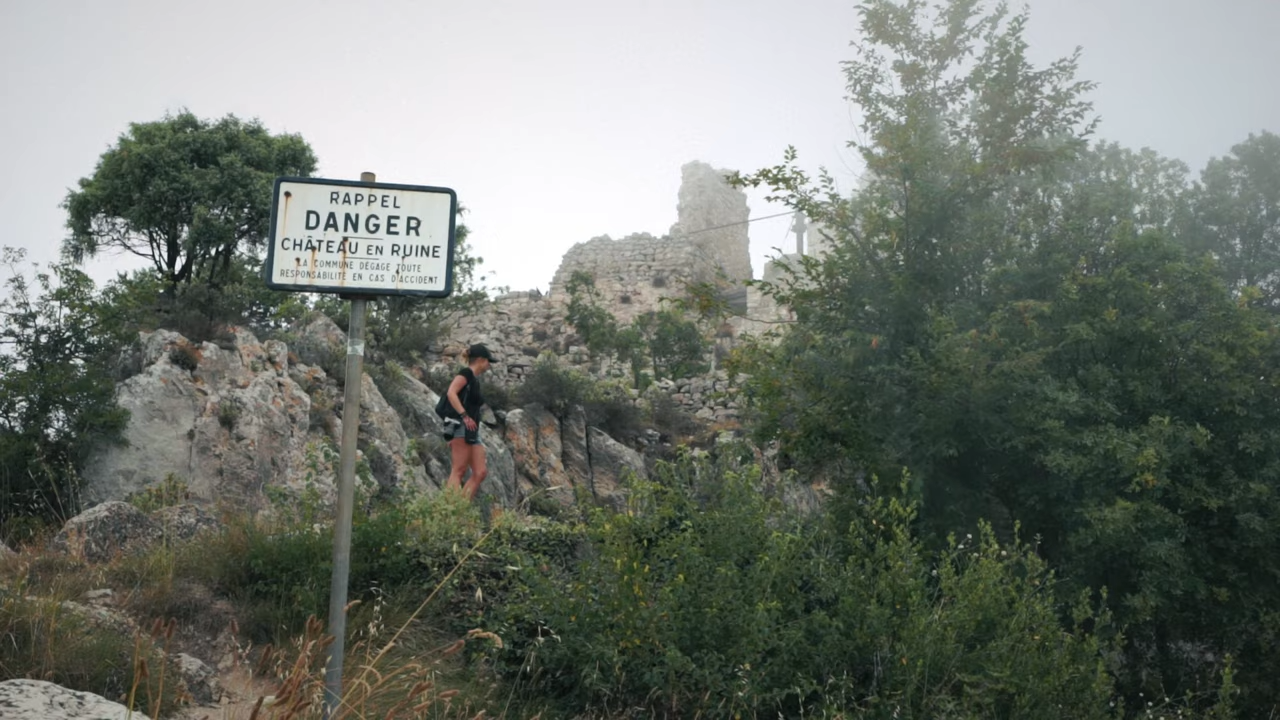 RAPPEL
DANGER
CHÂTEAU EN RUINE
LA COMMUNE DÉGAGE TOUTE
RESPONSABILITÉ EN CAS D'ACCIDENT